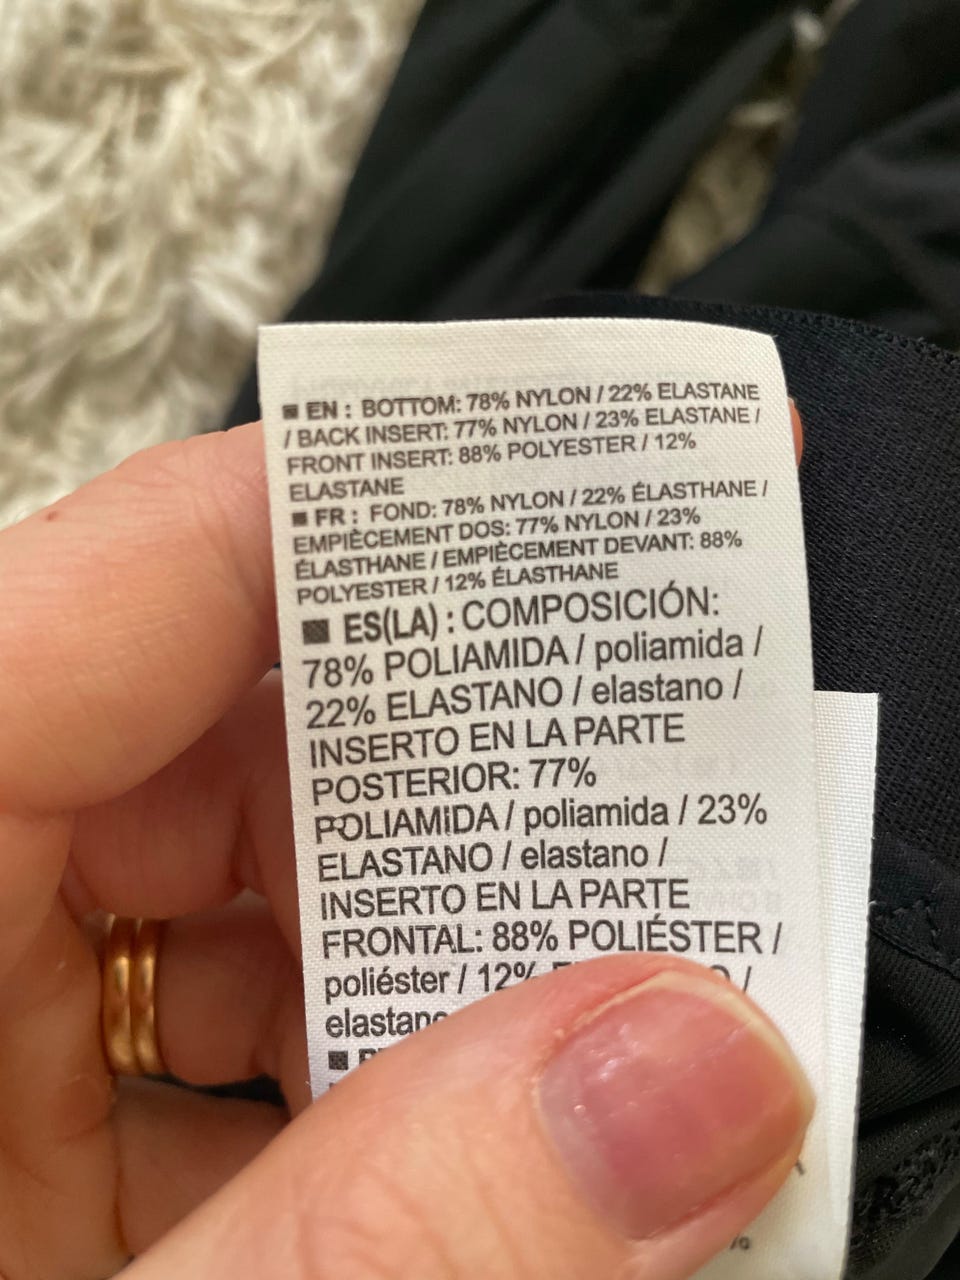 EN : BOTTOM: 78% NYLON / 22% ELASTANE
/ BACK INSERT: 77% NYLON / 23% ELASTANE /
FRONT INSERT: 88% POLYESTER / 12%
ELASTANE
FR : FOND: 78% NYLON / 22% ÉLASTHANE /
EMPIÈCEMENT DOS: 77% NYLON / 23%
ÉLASTHANE / EMPIÈCEMENT DEVANT: 88%
POLYESTER / 12% ÉLASTHANE
ES(LA) : COMPOSICIÓN:
78% POLIAMIDA / poliamida /
22% ELASTANO / elastano /
INSERTO EN LA PARTE
POSTERIOR: 77%
POLIAMIDA / poliamida / 23%
ELASTANO / elastano /
INSERTO EN LA PARTE
FRONTAL: 88% POLIÉSTER /
poliéster / 12% /